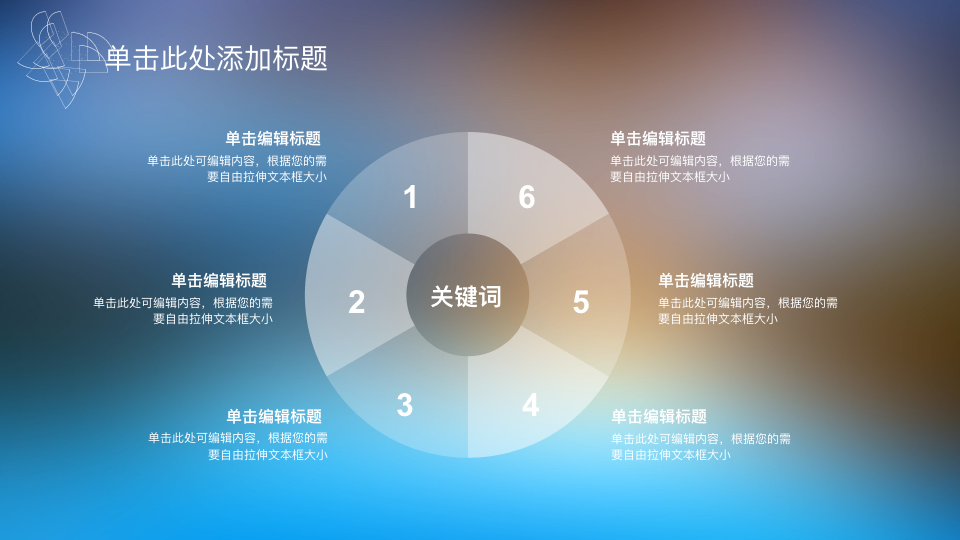 单击此处添加标题
单击编辑标题
单击此处可编辑内容，根据您的需
要自由拉伸文本框大小
单击编辑标题
单击此处可编辑内容，根据您的需
要自由拉伸文本框大小
1
6
单击编辑标题
单击此处可编辑内容，根据您的需
要自由拉伸文本框大小
2
关键词
5
单击编辑标题
单击此处可编辑内容，根据您的需
要自由拉伸文本框大小
3
4
单击编辑标题
单击此处可编辑内容，根据您的需
要自由拉伸文本框大小
单击编辑标题
单击此处可编辑内容，根据您的需
要自由拉伸文本框大小